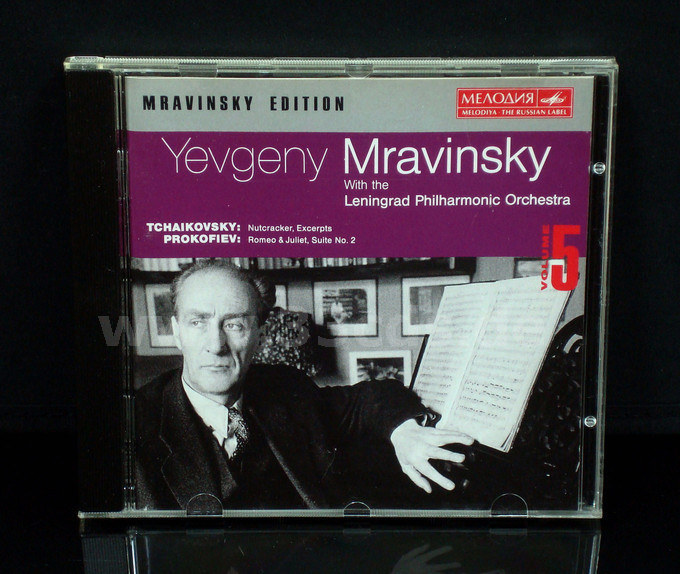 MRAVINSKY EDITION
МЕЛОДИЯ
MELODIYA · THE RUSSIAN LABEL
Yevgeny Mravinsky
With the
Leningrad Philharmonic Orchestra
TCHAIKOVSKY: Nutcracker, Excerpts
PROKOFIEV: Romeo & Juliet, Suite No. 2
VOLUME 5